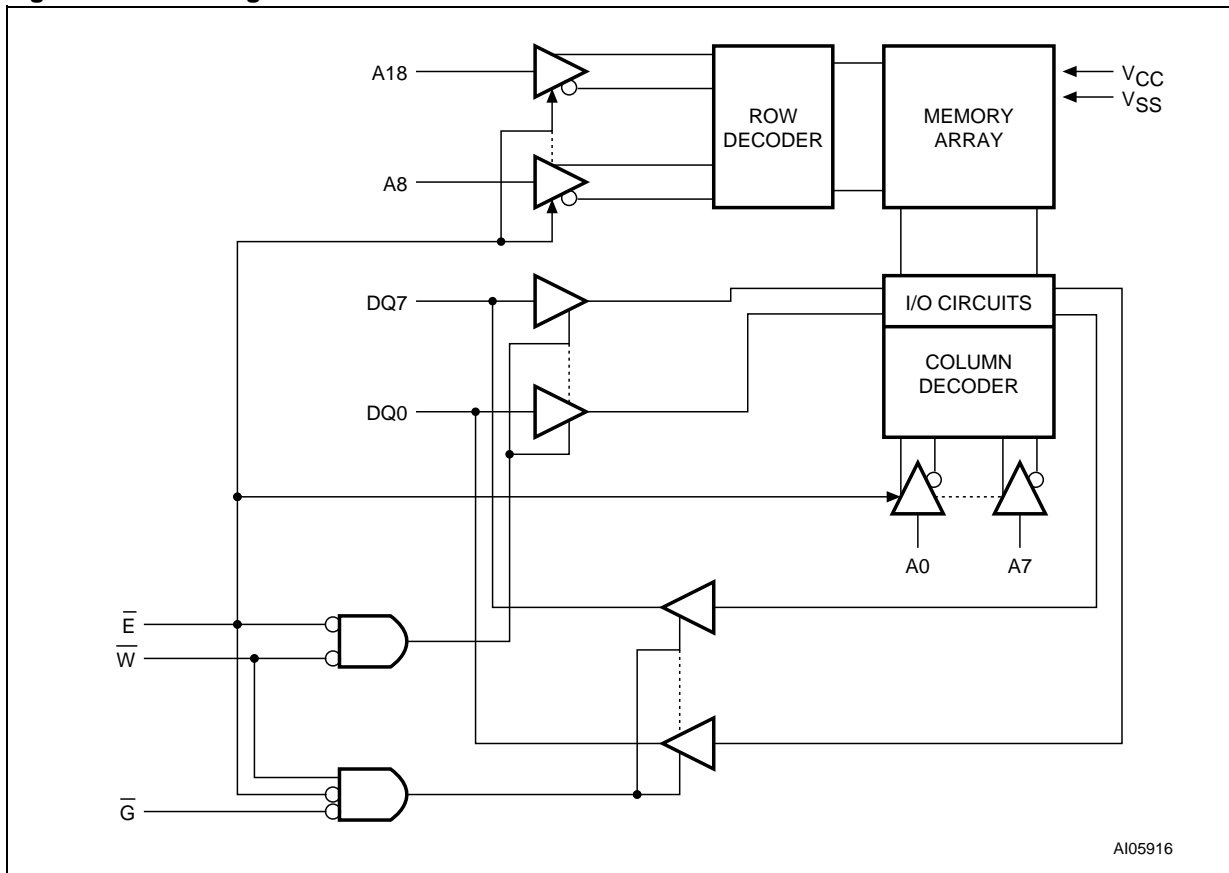 A18
ROW
DECODER
MEMORY
ARRAY
VCC
VSS
A8
DQ7
I/O CIRCUITS
COLUMN
DECODER
DQ0
A0
A7
E̅
W̅
G̅
AI05916